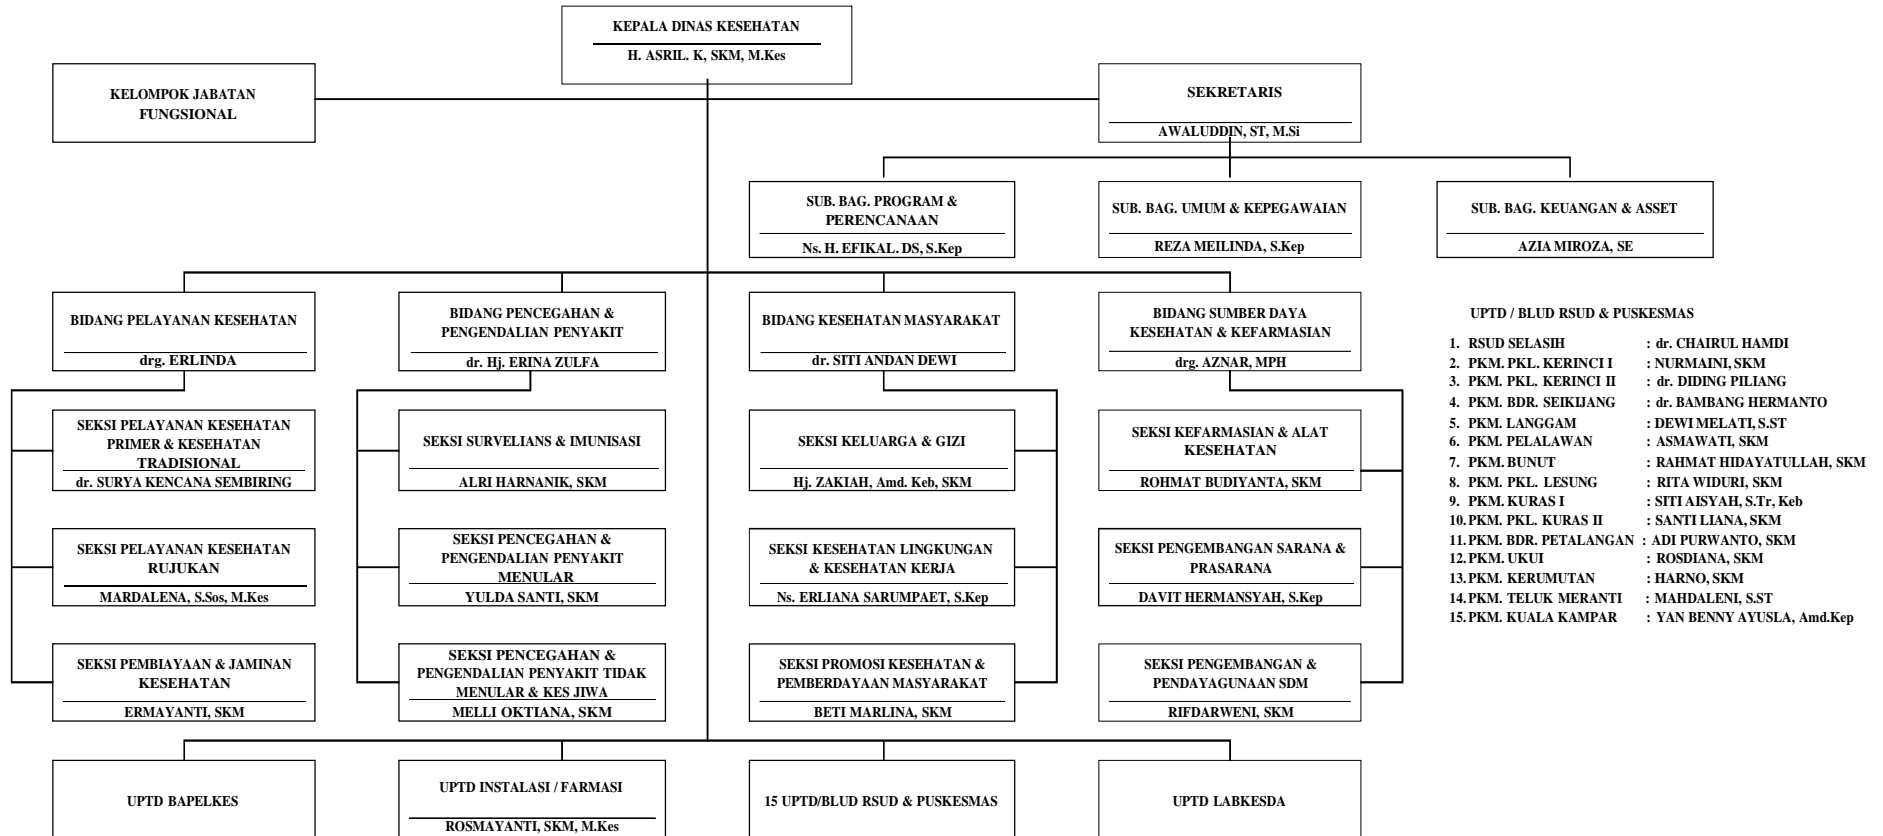 KEPALA DINAS KESEHATAN
H. ASRIL. K, SKM, M.Kes
KELOMPOK JABATAN
FUNGSIONAL
SEKRETARIS
AWALUDDIN, ST, M.Si
SUB. BAG. PROGRAM &
PERENCANAAN
Ns. H. EFIKAL. DS, S.Kep
SUB. BAG. UMUM & KEPEGAWAIAN
REZA MEILINDA, S.Kep
SUB. BAG. KEUANGAN & ASSET
AZIA MIROZA, SE
BIDANG PELAYANAN KESEHATAN
drg. ERLINDA
BIDANG PENCEGAHAN &
PENGENDALIAN PENYAKIT
dr. Hj. ERINA ZULFA
BIDANG KESEHATAN MASYARAKAT
dr. SITI ANDAN DEWI
BIDANG SUMBER DAYA
KESEHATAN & KEFARMASIAN
drg. AZNAR, MPH
SEKSI PELAYANAN KESEHATAN
PRIMER & KESEHATAN
TRADISIONAL
dr. SURYA KENCANA SEMBIRING
SEKSI SURVELIANS & IMUNISASI
ALRI HARNANIK, SKM
SEKSI KELUARGA & GIZI
Hj. ZAKIAH, Amd. Keb, SKM
SEKSI KEFARMASIAN & ALAT
KESEHATAN
ROHMAT BUDIYANTA, SKM
SEKSI PELAYANAN KESEHATAN
RUJUKAN
MARDALENA, S.Sos, M.Kes
SEKSI PENCEGAHAN &
PENGENDALIAN PENYAKIT
MENULAR
YULDA SANTI, SKM
SEKSI KESEHATAN LINGKUNGAN
& KESEHATAN KERJA
Ns. ERLIANA SARUMPAET, S.Kep
SEKSI PENGEMBANGAN SARANA &
PRASARANA
DAVIT HERMANSYAH, S.Kep
SEKSI PEMBIAYAAN & JAMINAN
KESEHATAN
ERMAYANTI, SKM
SEKSI PENCEGAHAN &
PENGENDALIAN PENYAKIT TIDAK
MENULAR & KES JIWA
MELLI OKTIANA, SKM
SEKSI PROMOSI KESEHATAN &
PEMBERDAYAAN MASYARAKAT
BETI MARLINA, SKM
SEKSI PENGEMBANGAN &
PENDAYAGUNAAN SDM
RIFDARWENI, SKM
UPTD / BLUD RSUD & PUSKESMAS
1. RSUD SELASIH : dr. CHAIRUL HAMDI
2. PKM. PKL. KERINCI I : NURMAINI, SKM
3. PKM. PKL. KERINCI II : dr. DIDING PILIANG
4. PKM. BDR. SEIKIJANG : dr. BAMBANG HERMANTO
5. PKM. LANGGAM : DEWI MELATI, S.ST
6. PKM. PELALAWAN : ASMAWATI, SKM
7. PKM. BUNUT : RAHMAT HIDAYATULLAH, SKM
8. PKM. PKL. LESUNG : RITA WIDURI, SKM
9. PKM. KURAS I : SITI AISYAH, S.Tr, Keb
10. PKM. PKL. KURAS II : SANTI LIANA, SKM
11. PKM. BDR. PETALANGAN : ADI PURWANTO, SKM
12. PKM. UKUI : ROSDIANA, SKM
13. PKM. KERUMUTAN : HARNO, SKM
14. PKM. TELUK MERANTI : MAHDALENI, S.ST
15. PKM. KUALA KAMPAR : YAN BENNY AYUSLA, Amd.Kep
UPTD BAPELKES
UPTD INSTALASI / FARMASI
ROSMAYANTI, SKM, M.Kes
15 UPTD/BLUD RSUD & PUSKESMAS
UPTD LABKESDA